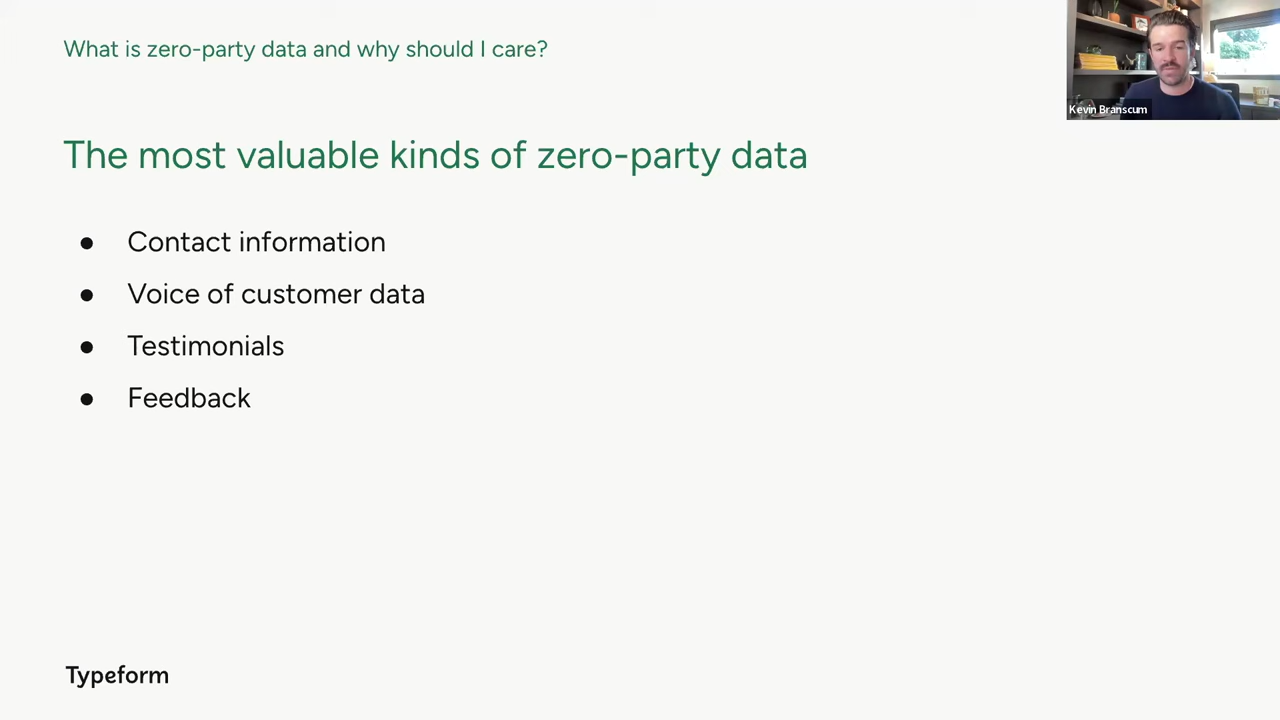 What is zero-party data and why should I care?
Kevin Branscum
The most valuable kinds of zero-party data
● Contact information
● Voice of customer data
● Testimonials
● Feedback
Typeform